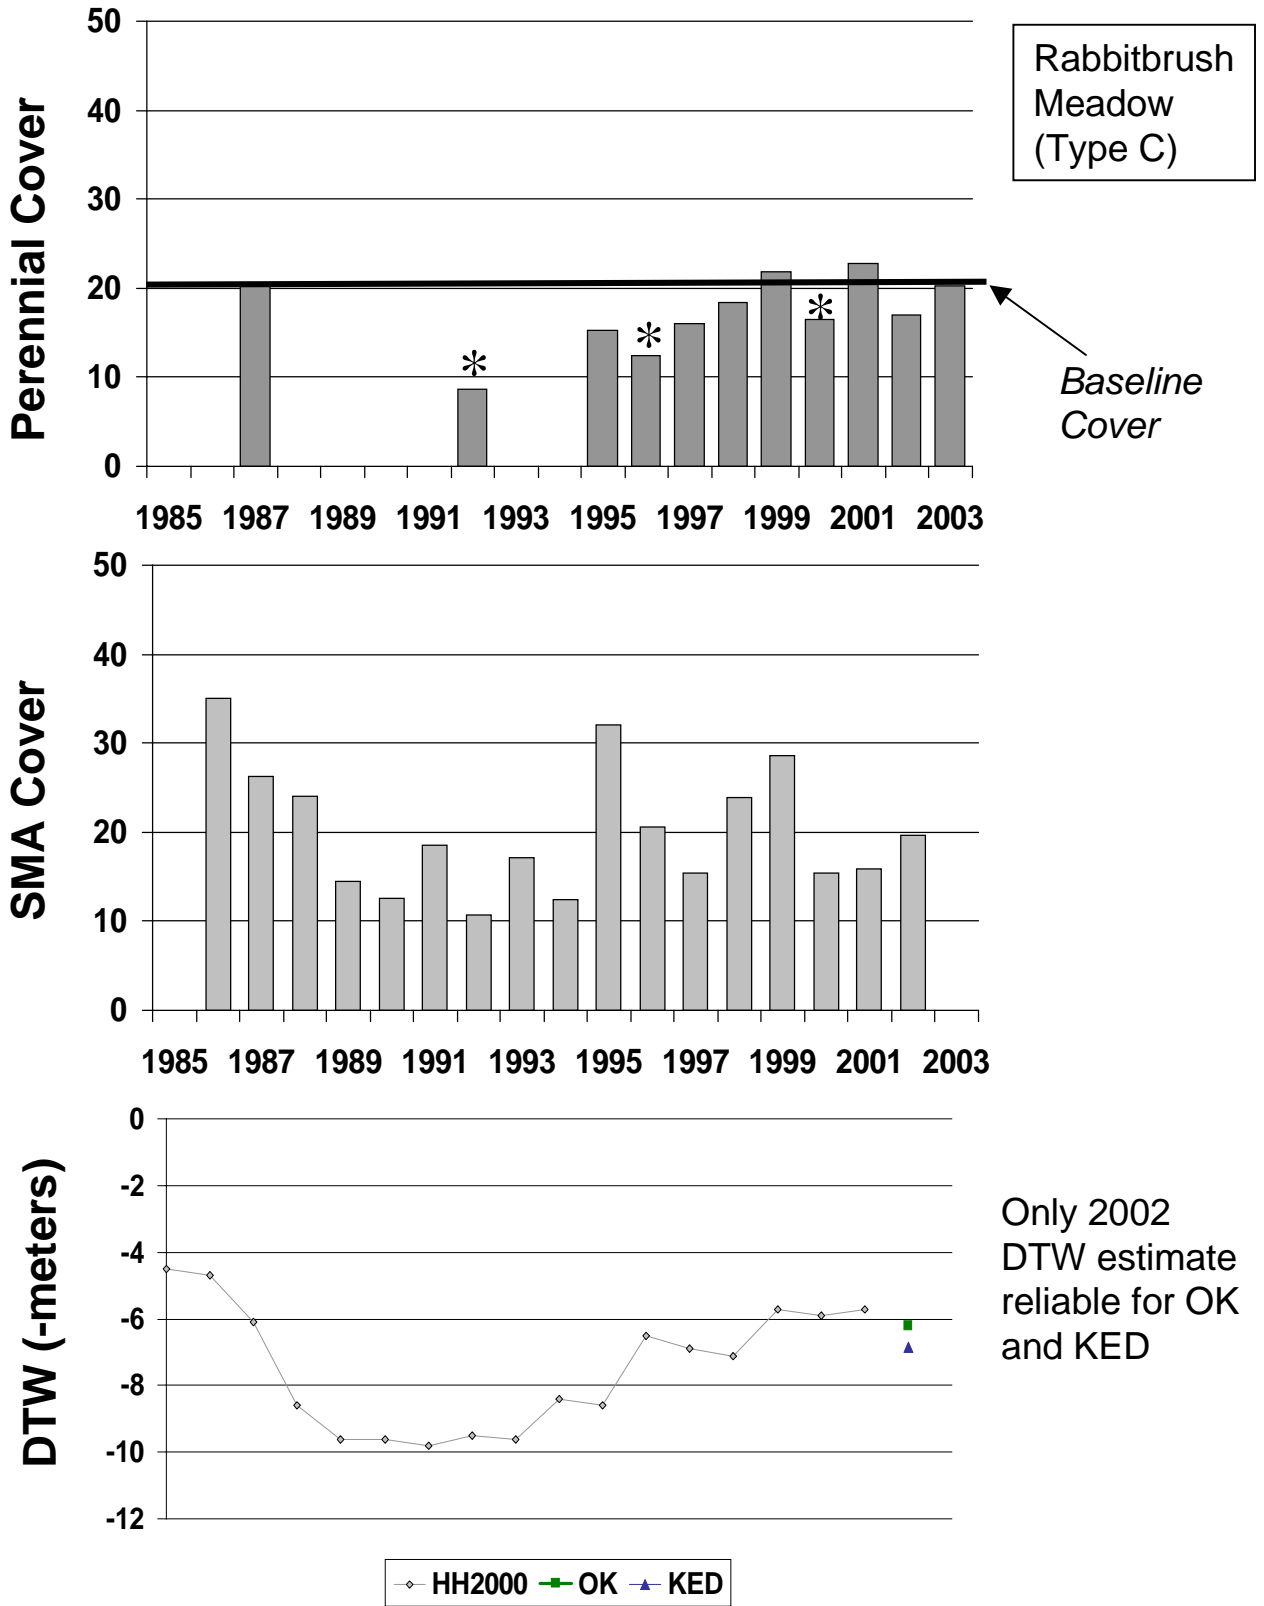 Perennial Cover
50
40
30
20
10
0
*
*
*
1985 1987 1989 1991 1993 1995 1997 1999 2001 2003
Rabbitbrush
Meadow
(Type C)
Baseline
Cover
SMA Cover
50
40
30
20
10
0
1985 1987 1989 1991 1993 1995 1997 1999 2001 2003
DTW (-meters)
0
-2
-4
-6
-8
-10
-12
Only 2002
DTW estimate
reliable for OK
and KED
HH2000 OK KED